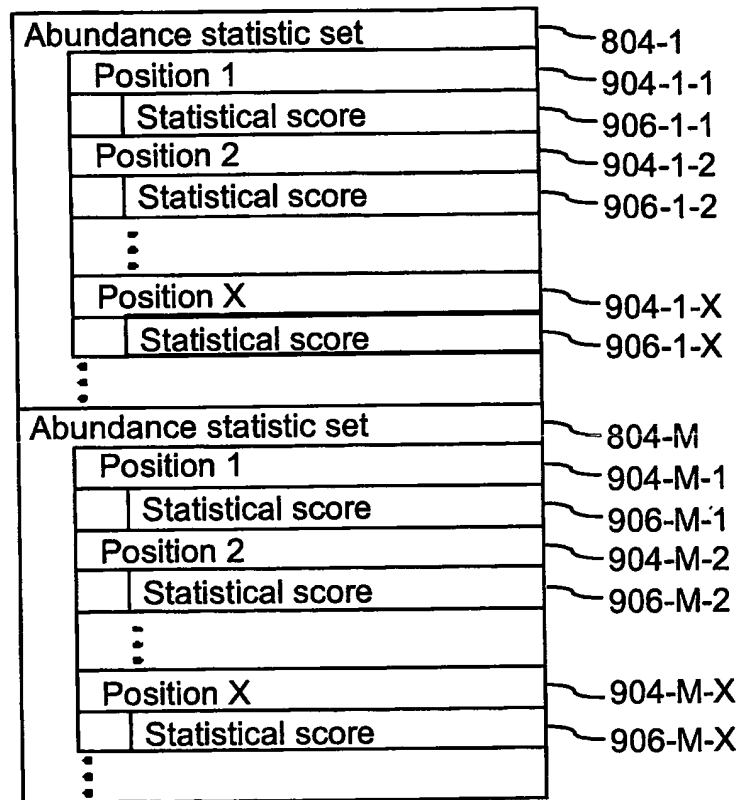 Abundance statistic set 804-1
Position 1 904-1-1
Statistical score 906-1-1
Position 2 904-1-2
Statistical score 906-1-2
Position X 904-1-X
Statistical score 906-1-X
Abundance statistic set 804-M
Position 1 904-M-1
Statistical score 906-M-1
Position 2 904-M-2
Statistical score 906-M-2
Position X 904-M-X
Statistical score 906-M-X